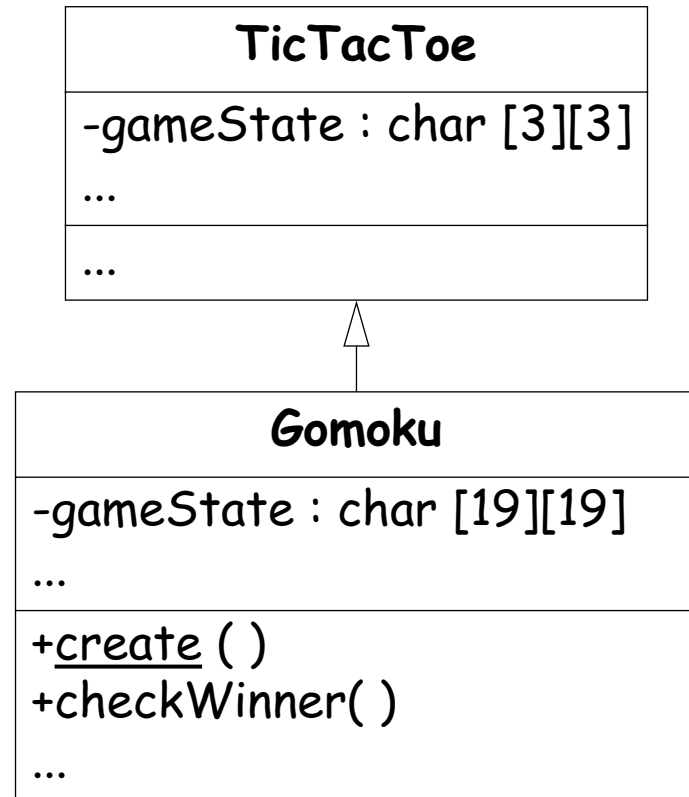 TicTacToe
-gameState : char [3][3]
...
...
Gomoku
-gameState : char [19][19]
...
+create ( )
+checkWinner( )
...